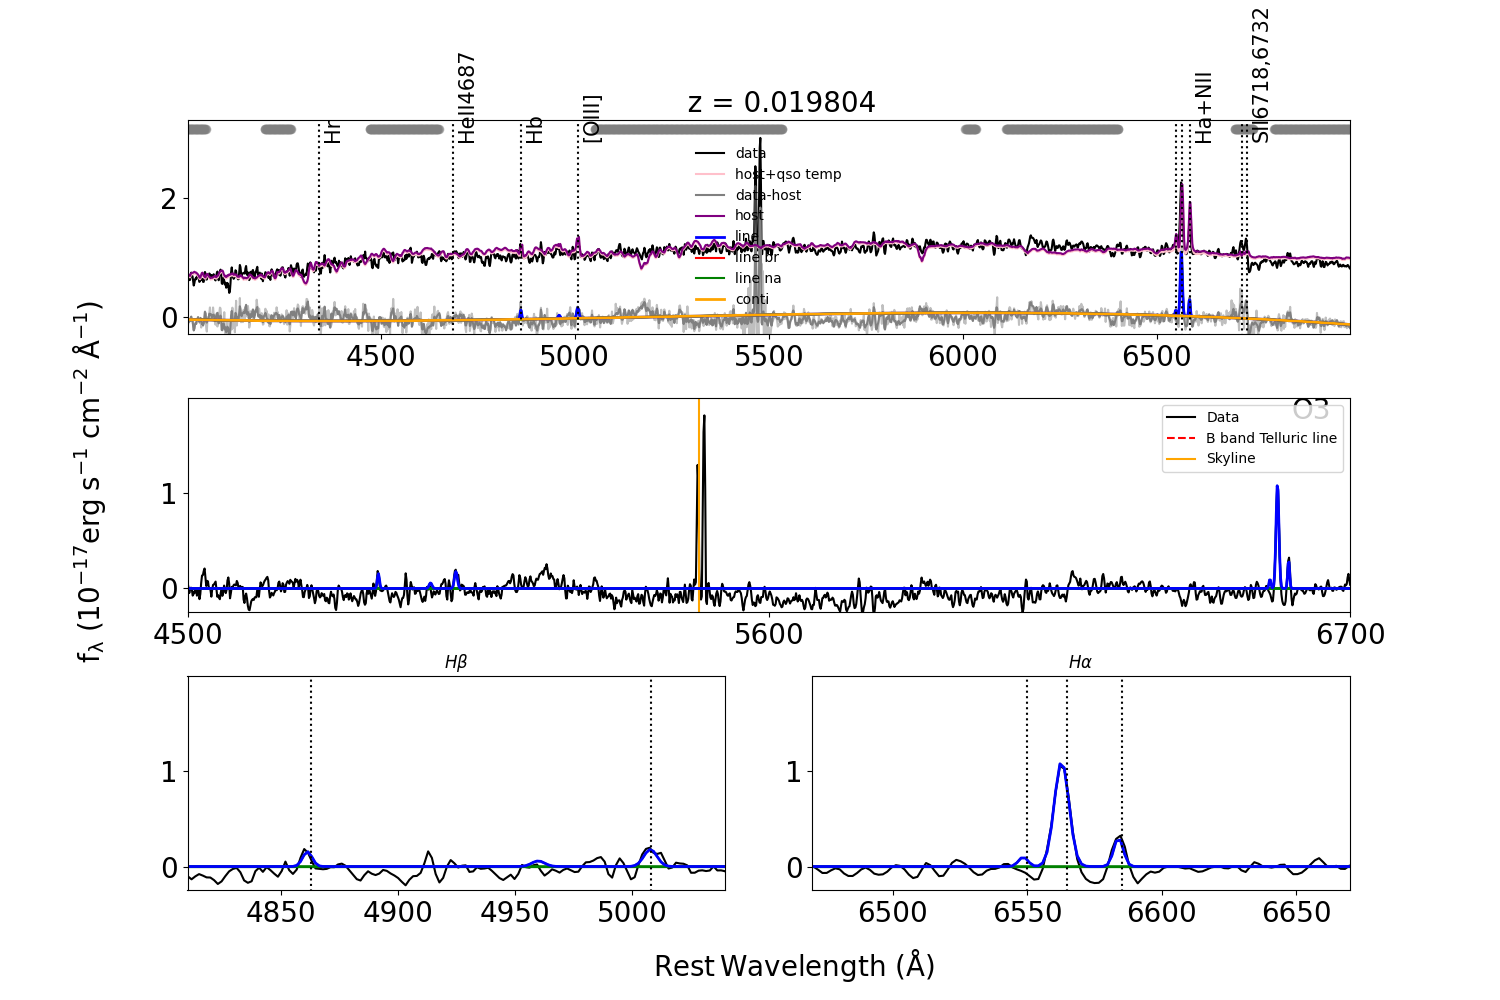 z = 0.019804
Hr
HeII4687
Hb
[OIII]
Ha+NII
SII6718,6732
data
host+qso temp
data-host
host
line
line br
line na
conti
2
0
4500 5000 5500 6000 6500
f_λ (10^−17 erg s^−1 cm^−2 Å^−1)
O3
Data
B band Telluric line
Skyline
1
0
4500 5600 6700
Hβ
1
0
4850 4900 4950 5000
Hα
1
0
6500 6550 6600 6650
Rest Wavelength (Å)